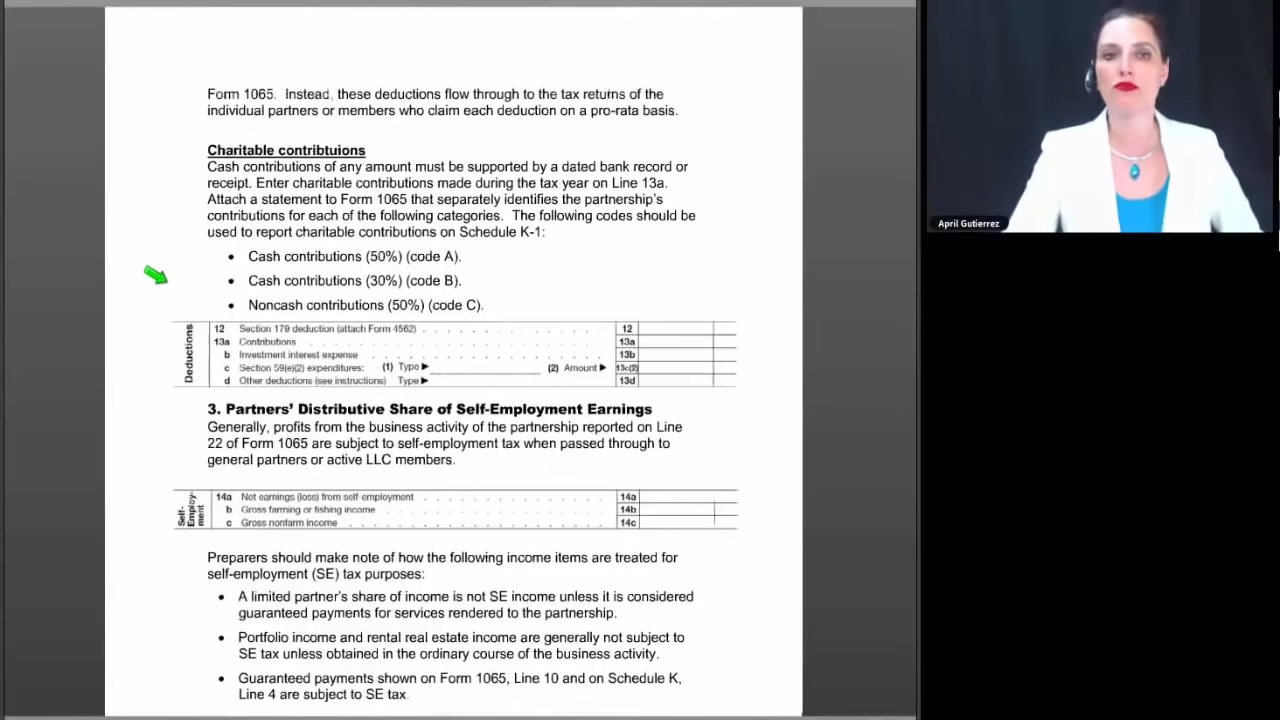 Form 1065.  Instead, these deductions flow through to the tax returns of the
individual partners or members who claim each deduction on a pro-rata basis.
Charitable contribtuions
Cash contributions of any amount must be supported by a dated bank record or
receipt. Enter charitable contributions made during the tax year on Line 13a.
Attach a statement to Form 1065 that separately identifies the partnership's
contributions for each of the following categories.  The following codes should be
used to report charitable contributions on Schedule K-1:
• Cash contributions (50%) (code A).
• Cash contributions (30%) (code B).
• Noncash contributions (50%) (code C).
Deductions
12 Section 179 deduction (attach Form 4562) 12
13a Contributions 13a
b Investment interest expense 13b
c Section 59(e)(2) expenditures: (1) Type ▶ (2) Amount ▶ 13c(2)
d Other deductions (see instructions) Type ▶ 13d
3. Partners' Distributive Share of Self-Employment Earnings
Generally, profits from the business activity of the partnership reported on Line
22 of Form 1065 are subject to self-employment tax when passed through to
general partners or active LLC members.
Self-
Employ-
ment
14a Net earnings (loss) from self-employment 14a
b Gross farming or fishing income 14b
c Gross nonfarm income 14c
Preparers should make note of how the following income items are treated for
self-employment (SE) tax purposes:
• A limited partner's share of income is not SE income unless it is considered
guaranteed payments for services rendered to the partnership.
• Portfolio income and rental real estate income are generally not subject to
SE tax unless obtained in the ordinary course of the business activity.
• Guaranteed payments shown on Form 1065, Line 10 and on Schedule K,
Line 4 are subject to SE tax.
April Gutierrez